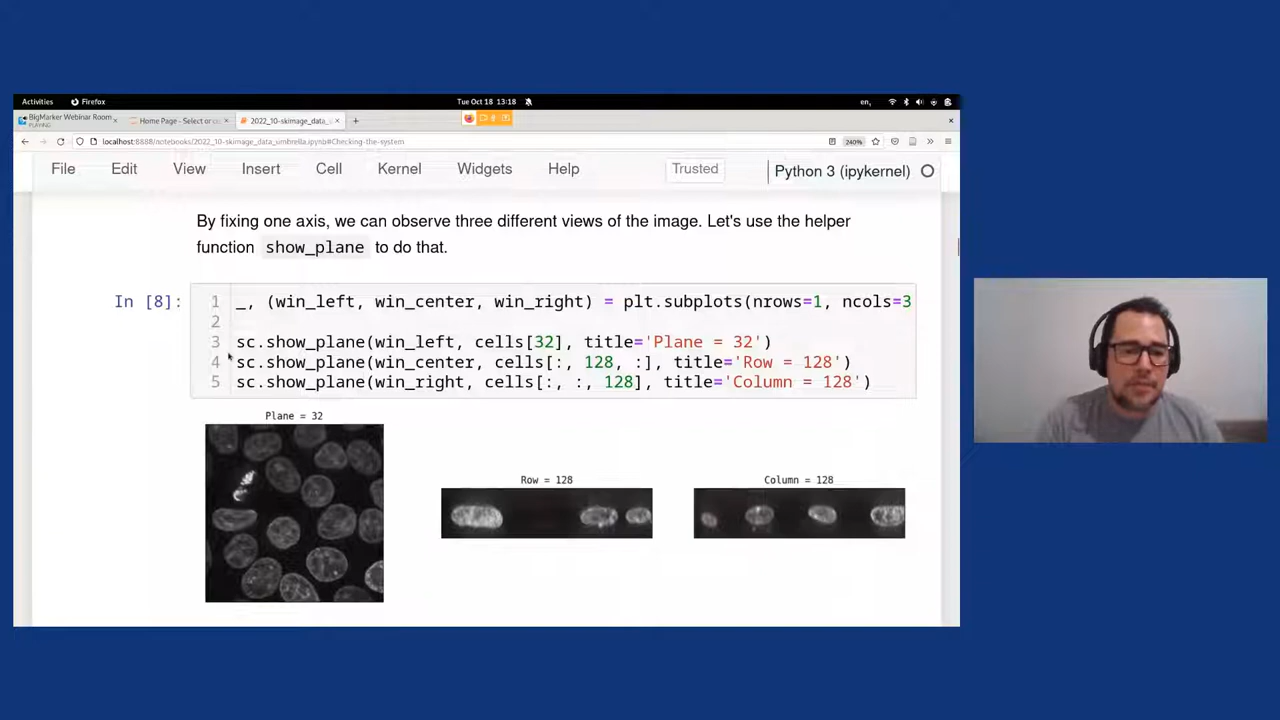 Activities Firefox Tue Oct 18 13:18 en,
BigMarker Webinar Room
PLAYING
Home Page - Select or c
2022_10-skimage_data_
localhost:8888/notebooks/2022_10-skimage_data_umbrella.ipynb#Checking-the-system 240%
File Edit View Insert Cell Kernel Widgets Help Trusted Python 3 (ipykernel)
By fixing one axis, we can observe three different views of the image. Let's use the helper
function show_plane to do that.
In [8]:
1 _, (win_left, win_center, win_right) = plt.subplots(nrows=1, ncols=3
2
3 sc.show_plane(win_left, cells[32], title='Plane = 32')
4 sc.show_plane(win_center, cells[:, 128, :], title='Row = 128')
5 sc.show_plane(win_right, cells[:, :, 128], title='Column = 128')
Plane = 32
Row = 128
Column = 128